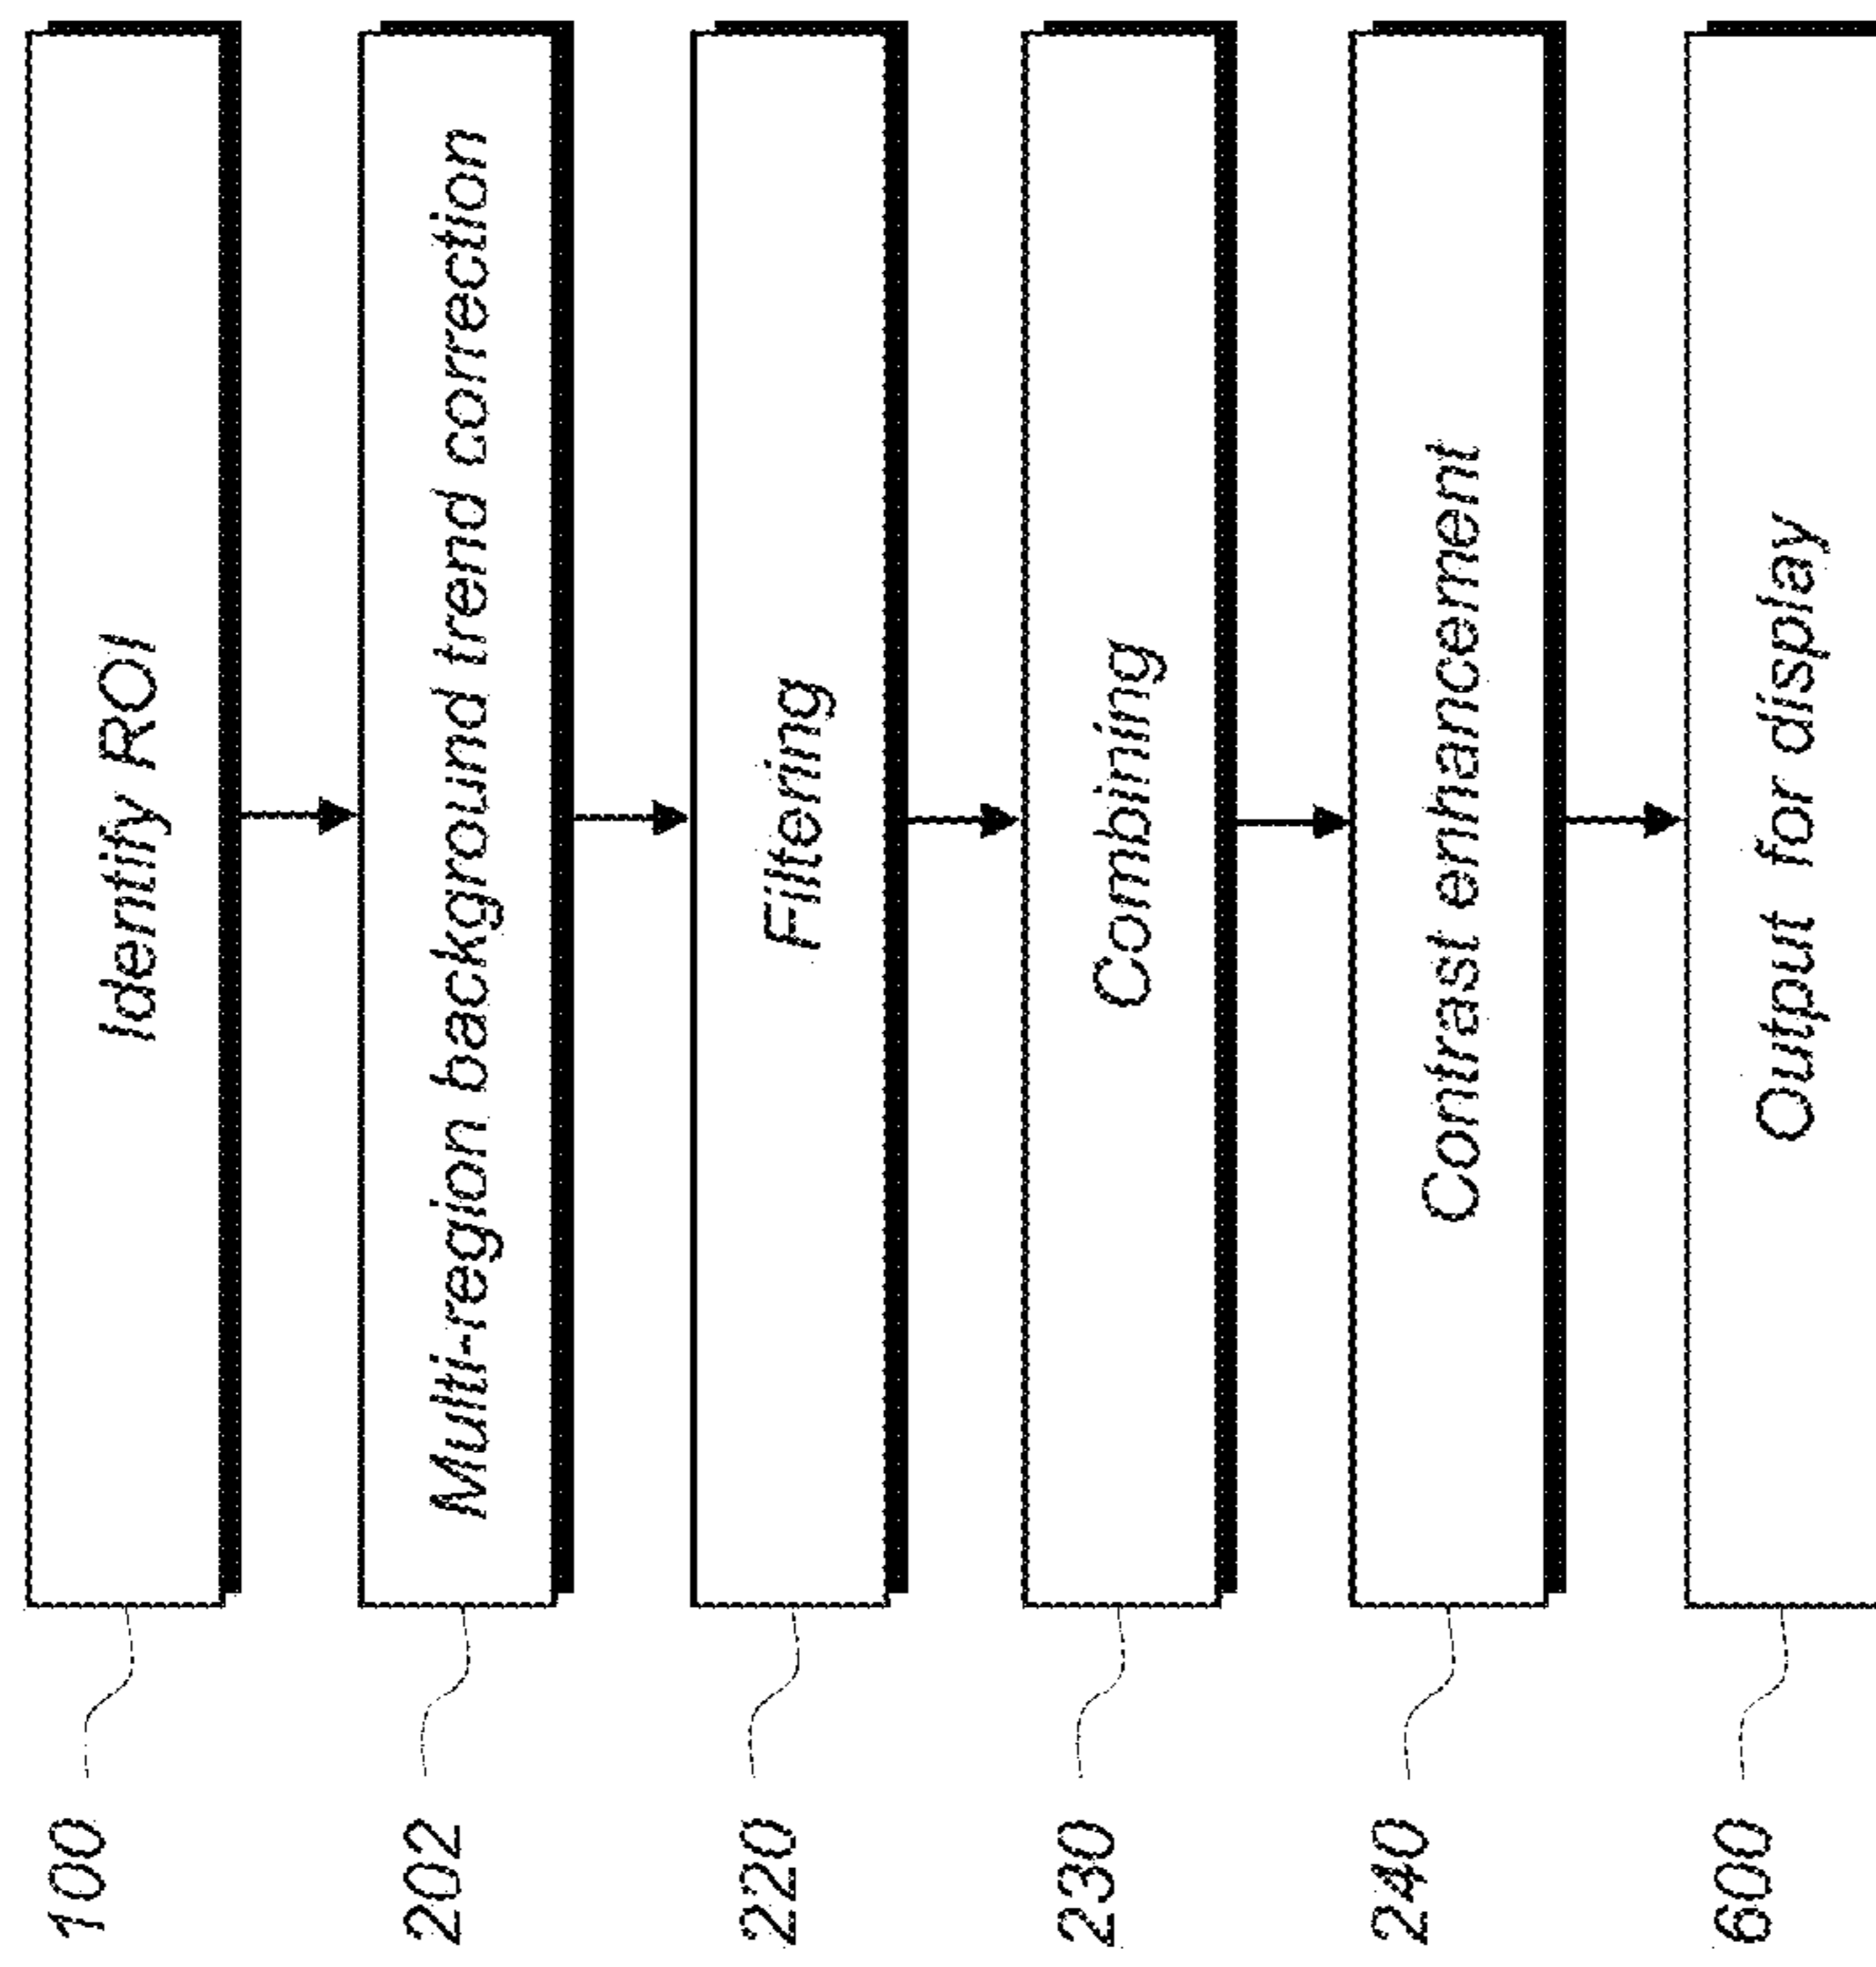 100
Identify ROI
202
Multi-region background trend correction
220
Filtering
230
Combining
240
Contrast enhancement
600
Output for display